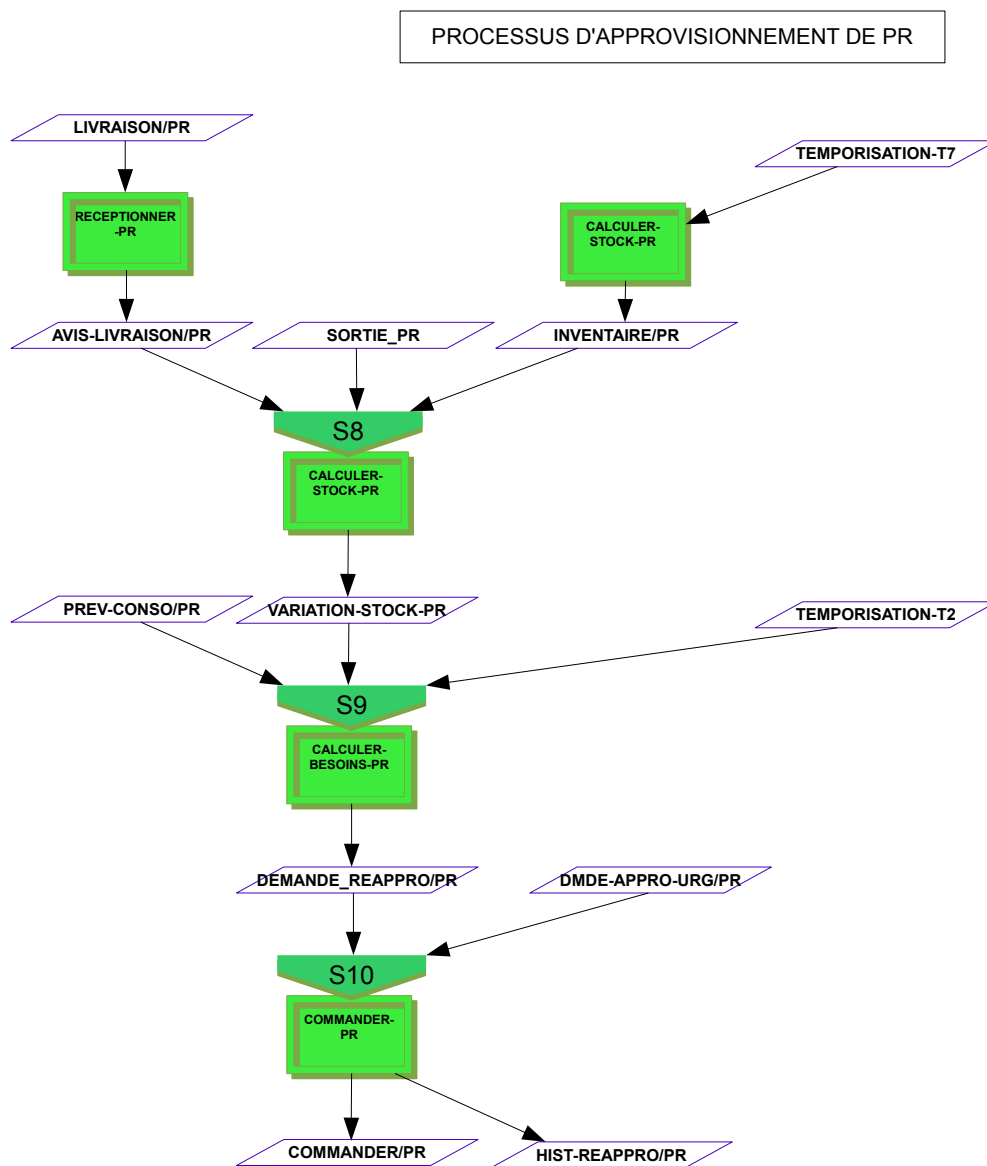 PROCESSUS D'APPROVISIONNEMENT DE PR
LIVRAISON/PR
TEMPORISATION-T7
RECEPTIONNER
-PR
CALCULER-
STOCK-PR
AVIS-LIVRAISON/PR
SORTIE_PR
INVENTAIRE/PR
S8
CALCULER-
STOCK-PR
PREV-CONSO/PR
VARIATION-STOCK-PR
TEMPORISATION-T2
S9
CALCULER-
BESOINS-PR
DEMANDE_REAPPRO/PR
DMDE-APPRO-URG/PR
S10
COMMANDER-
PR
COMMANDER/PR
HIST-REAPPRO/PR